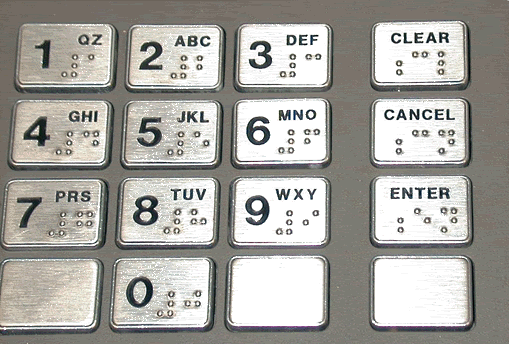 1 QZ 2 ABC 3 DEF CLEAR
4 GHI 5 JKL 6 MNO CANCEL
7 PRS 8 TUV 9 WXY ENTER
0